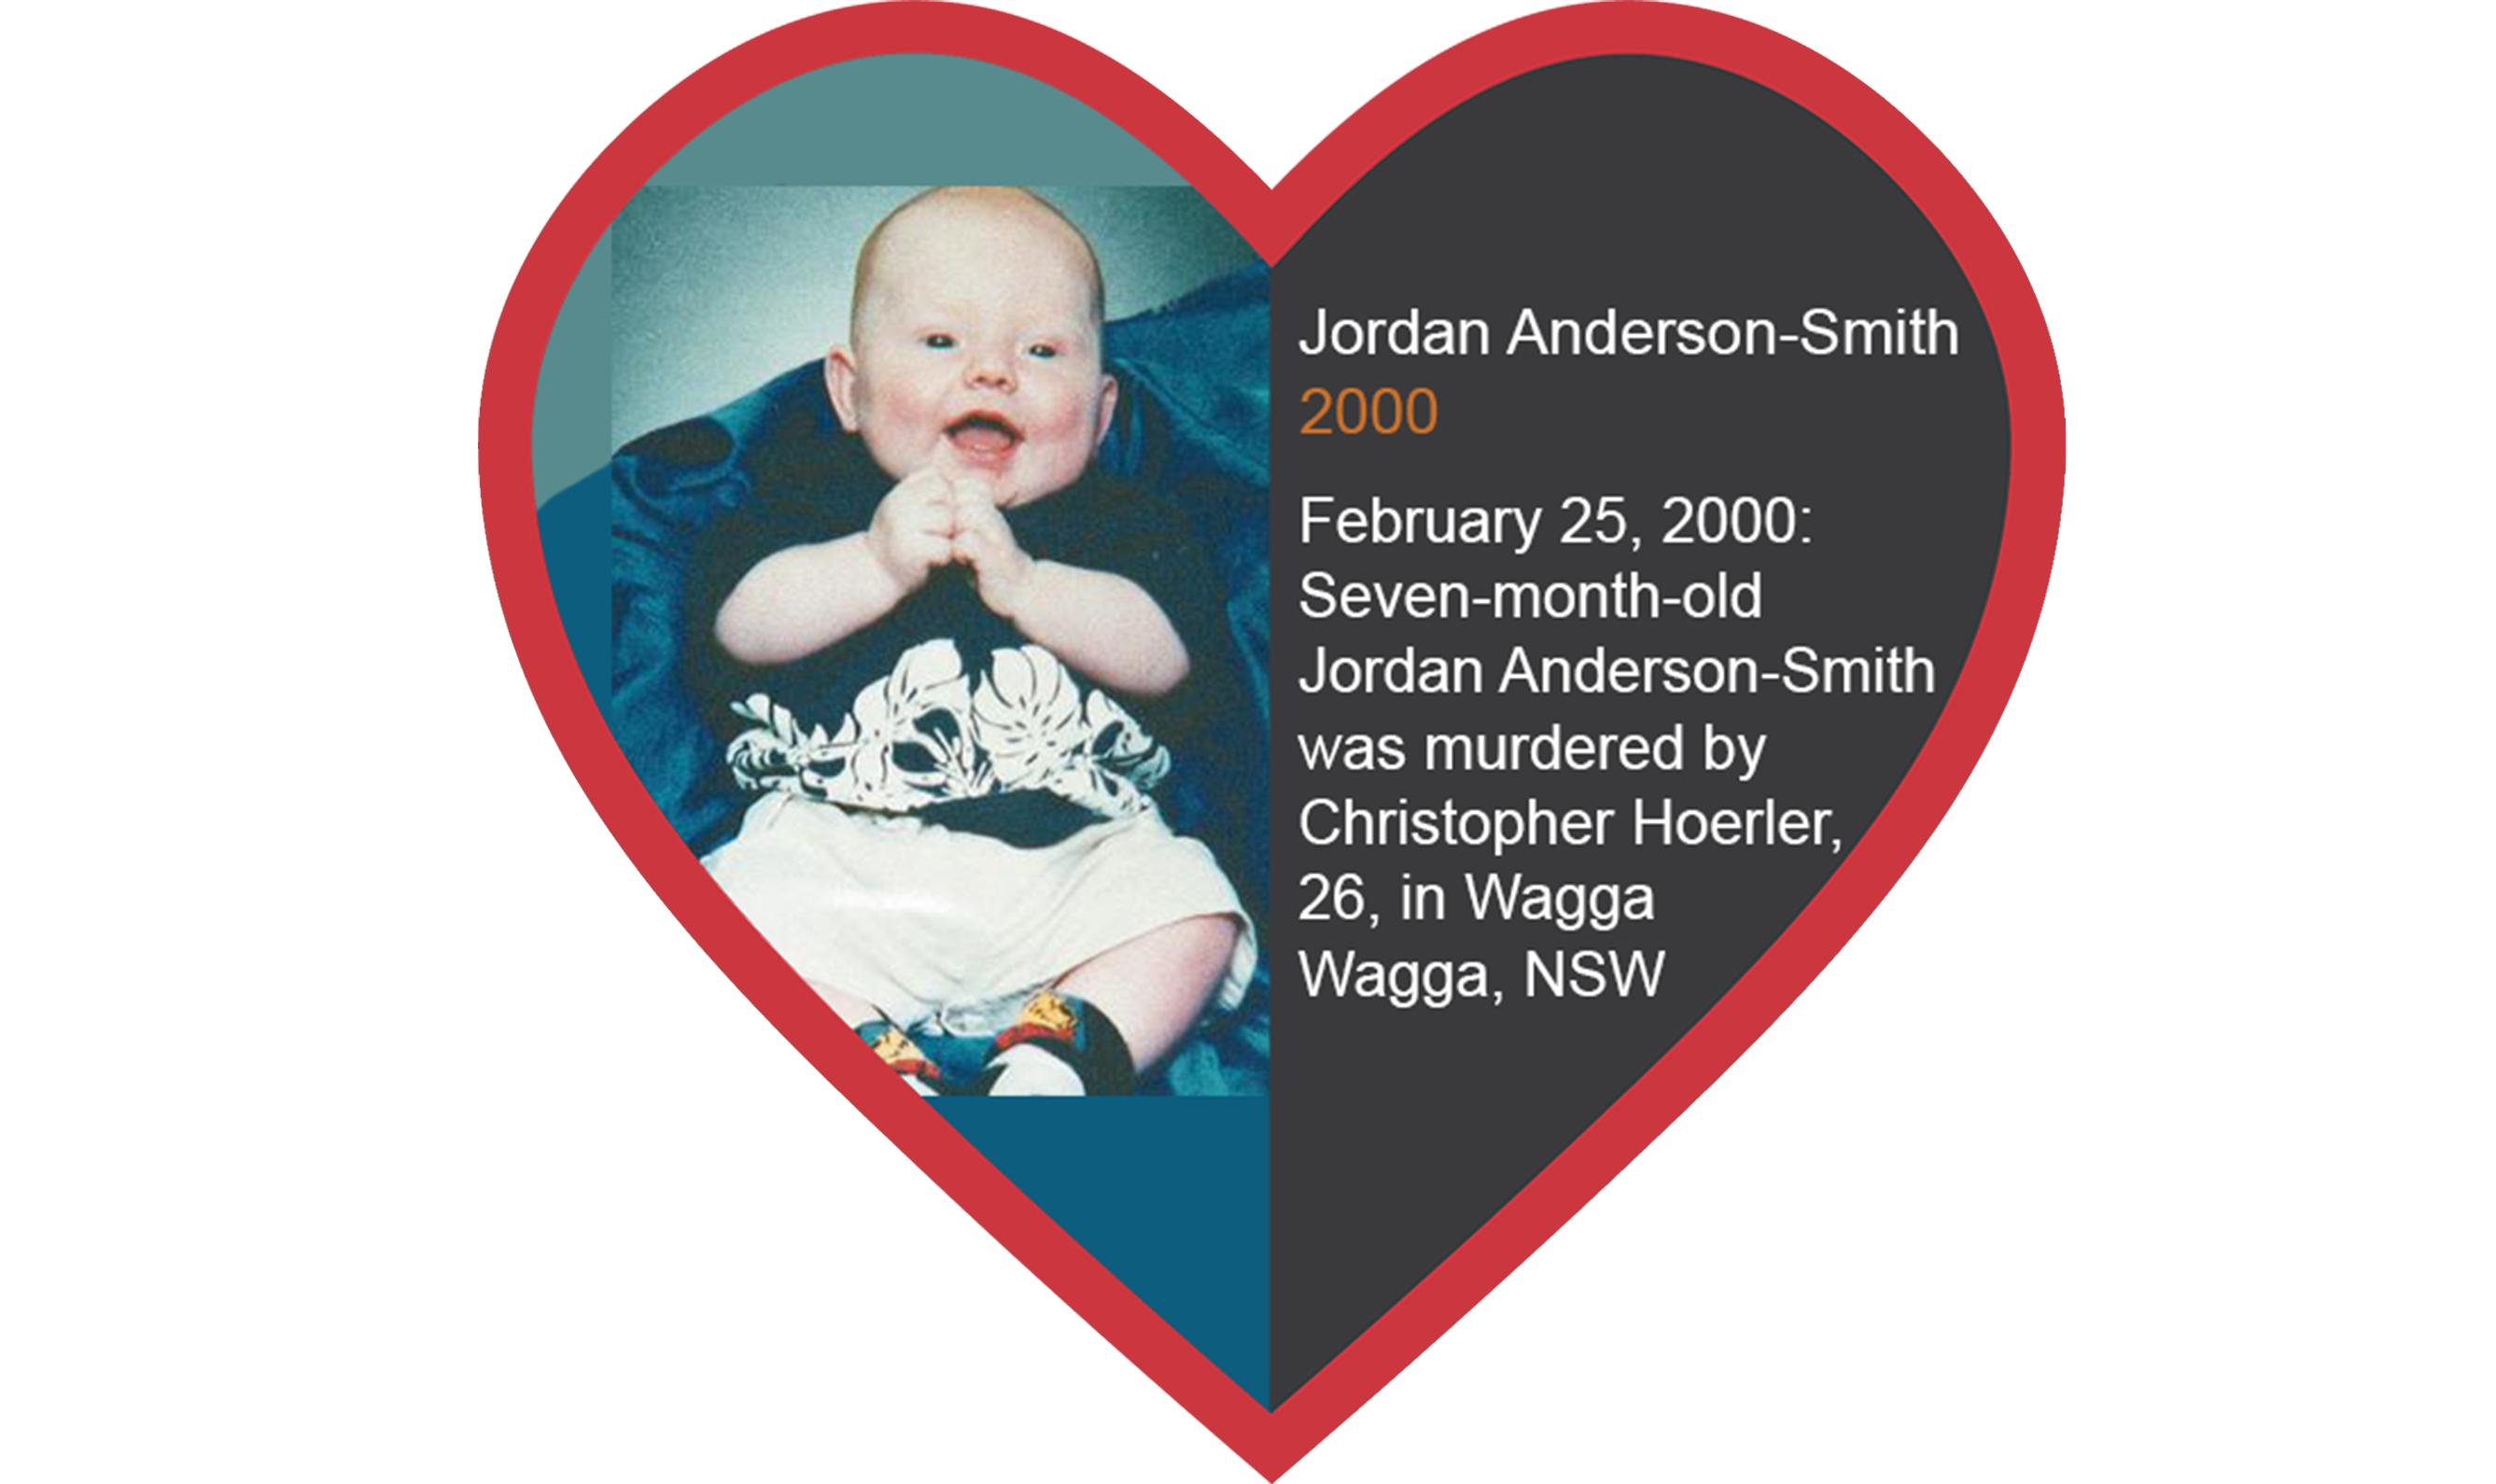 Jordan Anderson-Smith
2000
February 25, 2000:
Seven-month-old
Jordan Anderson-Smith
was murdered by
Christopher Hoerler,
26, in Wagga
Wagga, NSW